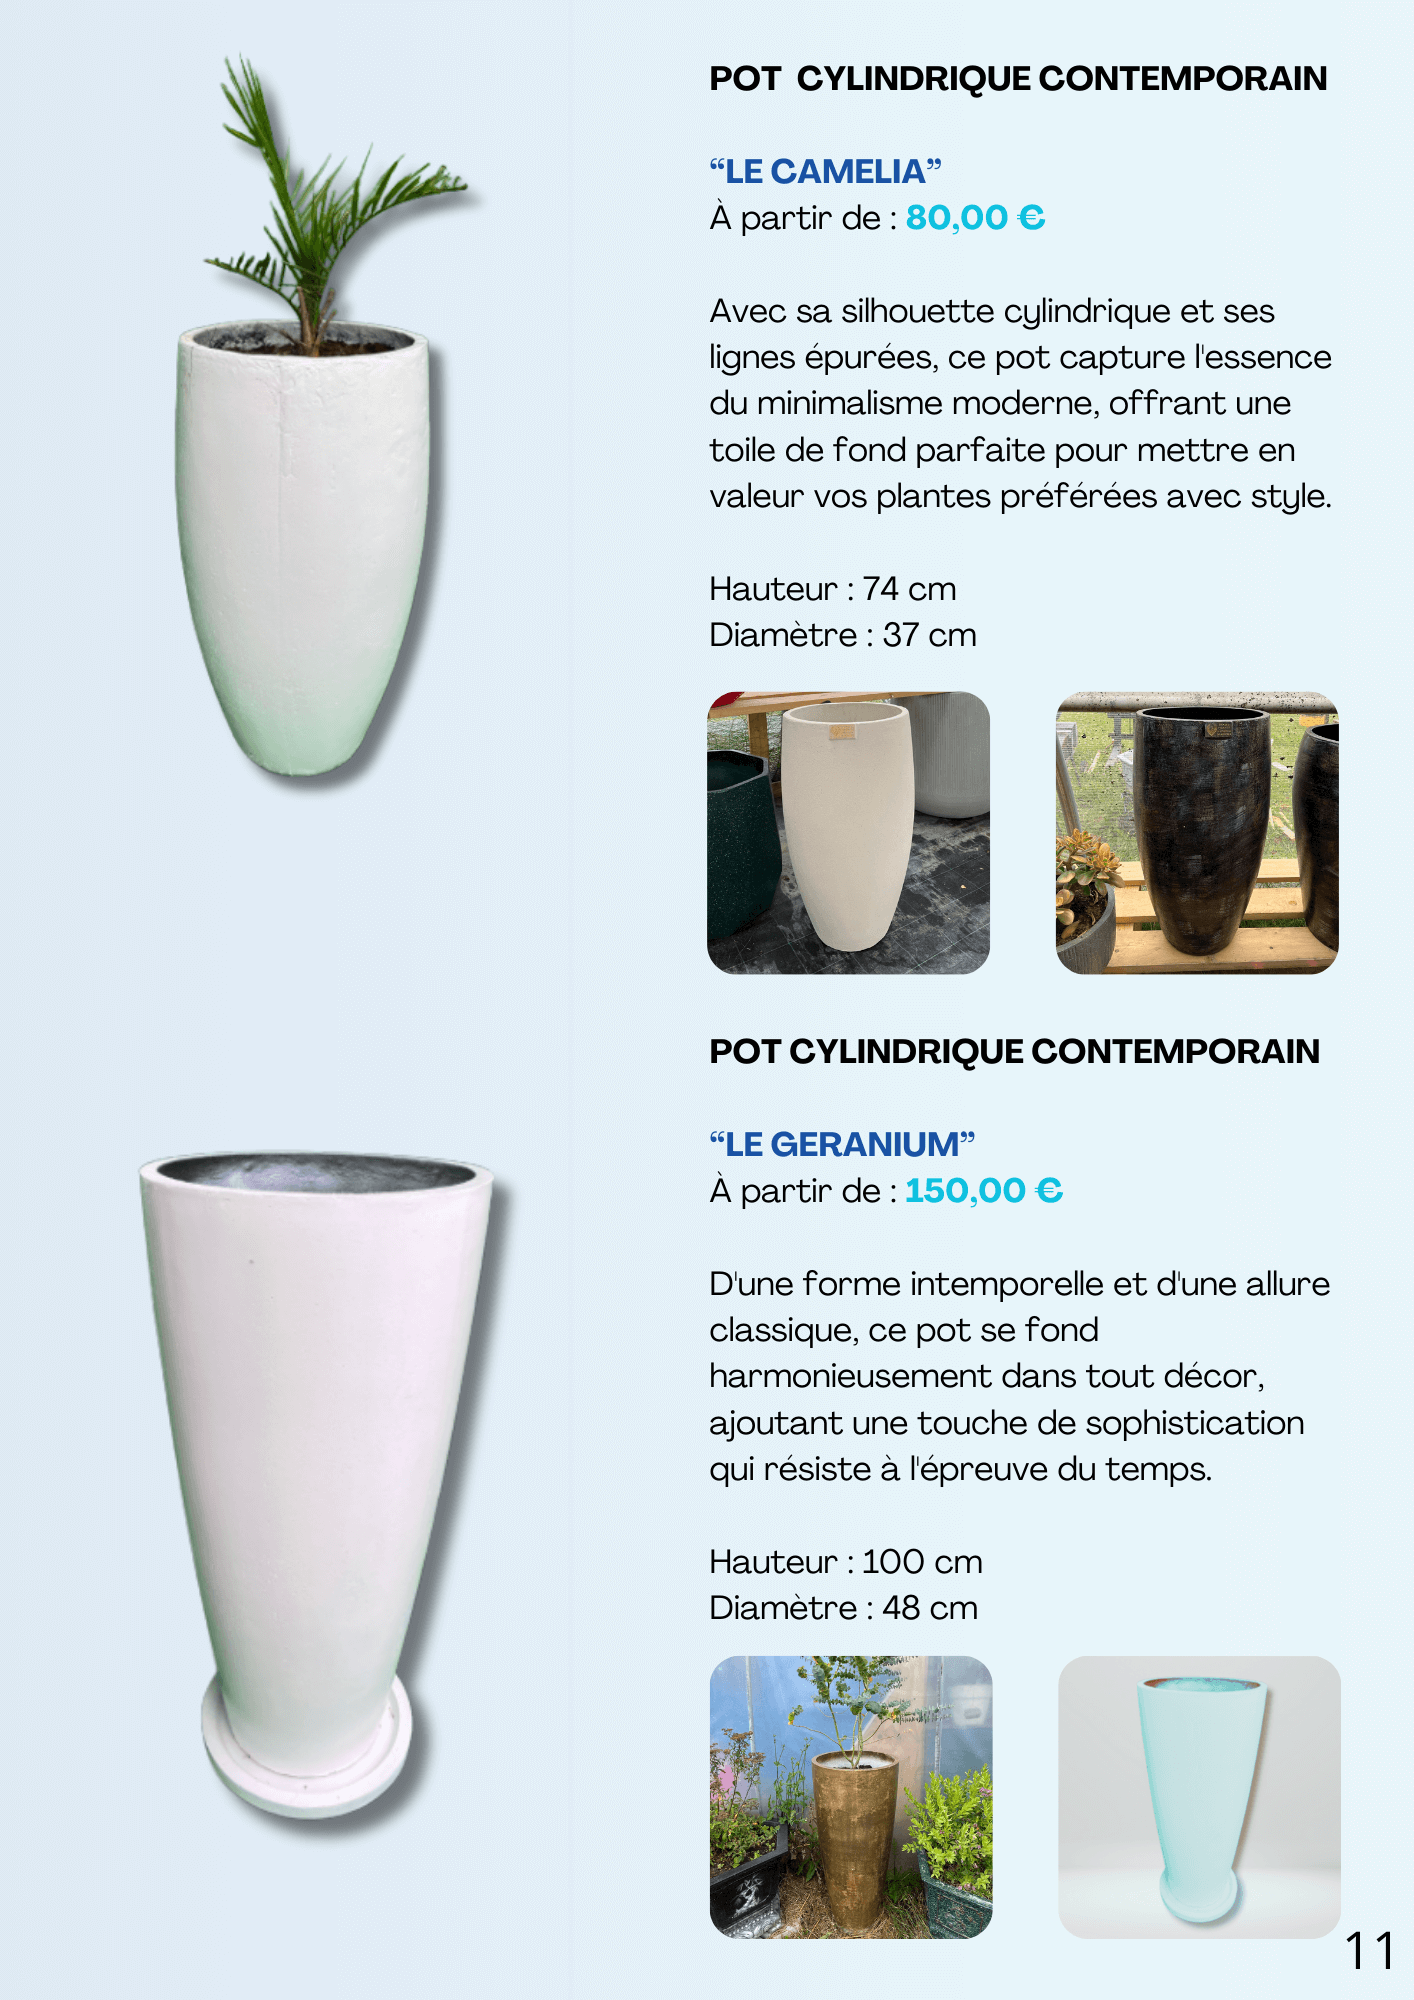 POT CYLINDRIQUE CONTEMPORAIN
“LE CAMELIA”
À partir de : 80,00 €
Avec sa silhouette cylindrique et ses
lignes épurées, ce pot capture l'essence
du minimalisme moderne, offrant une
toile de fond parfaite pour mettre en
valeur vos plantes préférées avec style.
Hauteur : 74 cm
Diamètre : 37 cm
POT CYLINDRIQUE CONTEMPORAIN
“LE GERANIUM”
À partir de : 150,00 €
D'une forme intemporelle et d'une allure
classique, ce pot se fond
harmonieusement dans tout décor,
ajoutant une touche de sophistication
qui résiste à l'épreuve du temps.
Hauteur : 100 cm
Diamètre : 48 cm
11